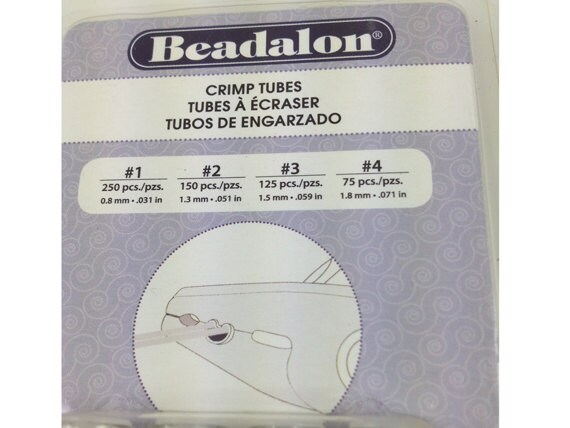 Beadalon®
CRIMP TUBES
TUBES À ÉCRASER
TUBOS DE ENGARZADO
#1 #2 #3 #4
250 pcs./pzs. 150 pcs./pzs. 125 pcs./pzs. 75 pcs./pzs.
0.8 mm • .031 in 1.3 mm • .051 in 1.5 mm • .059 in 1.8 mm • .071 in